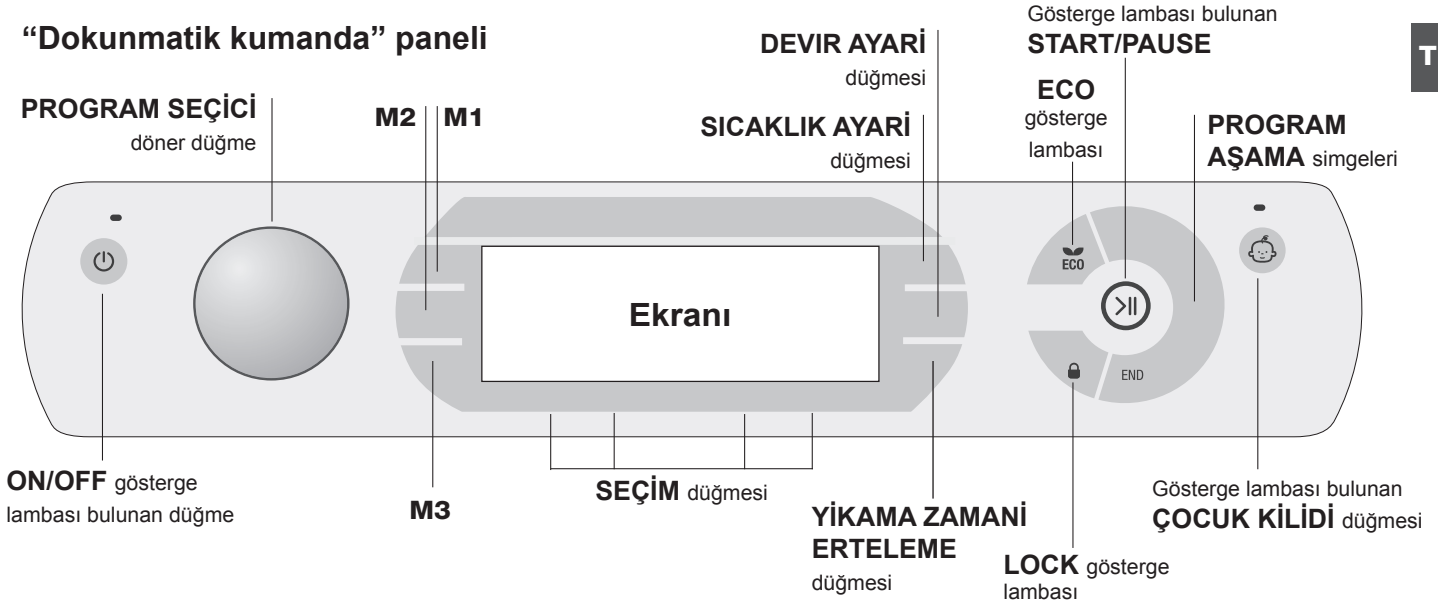 “Dokunmatik kumanda” paneli
PROGRAM SEÇİCİ
döner düğme
M2 M1
DEVIR AYARİ
düğmesi
SICAKLIK AYARİ
düğmesi
Gösterge lambası bulunan
START/PAUSE
ECO
gösterge
lambası
PROGRAM
AŞAMA simgeleri
T
Ekranı
ECO
END
ON/OFF gösterge
lambası bulunan düğme
M3
SEÇİM düğmesi
YİKAMA ZAMANİ
ERTELEME
düğmesi
LOCK gösterge
lambası
Gösterge lambası bulunan
ÇOCUK KİLİDİ düğmesi